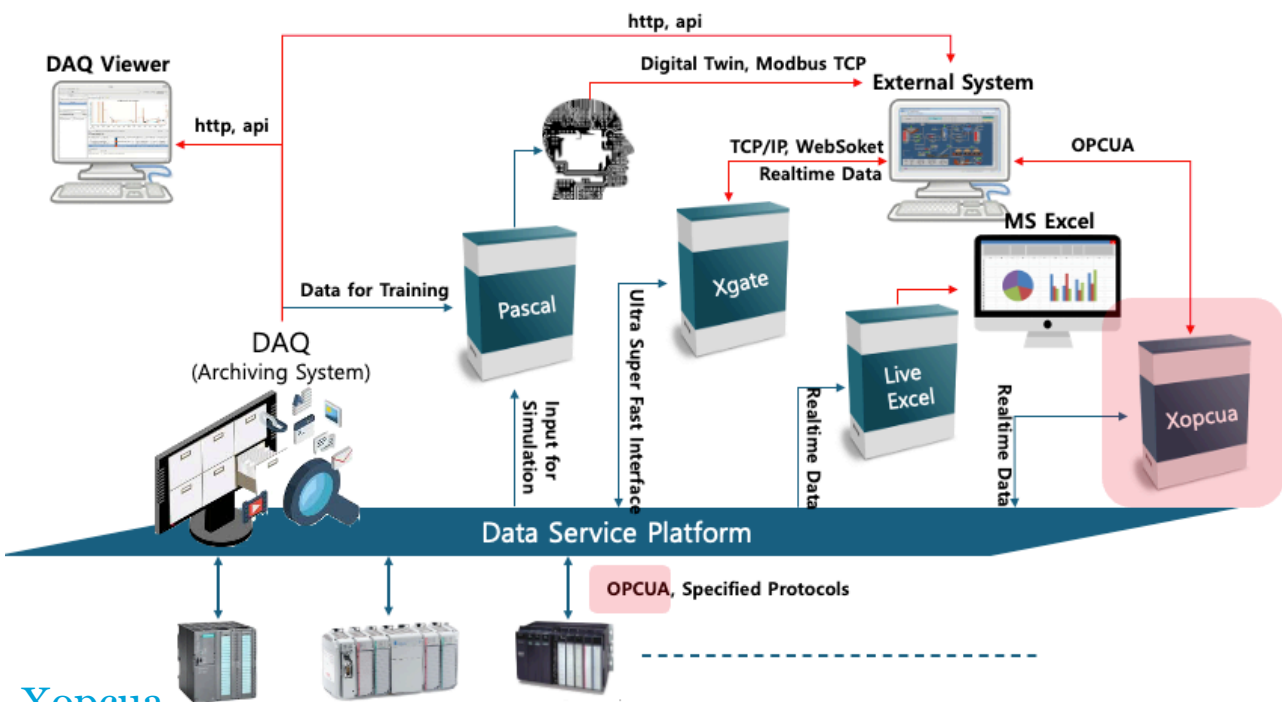 http, api
DAQ Viewer
Digital Twin, Modbus TCP
External System
http, api
TCP/IP, WebSoket
Realtime Data
OPCUA
MS Excel
Data for Training
Pascal
Xgate
Live
Excel
Xopcua
DAQ
(Archiving System)
Input for
Simulation
Ultra Super Fast Interface
Realtime Data
Realtime Data
Data Service Platform
OPCUA, Specified Protocols
Xopcua